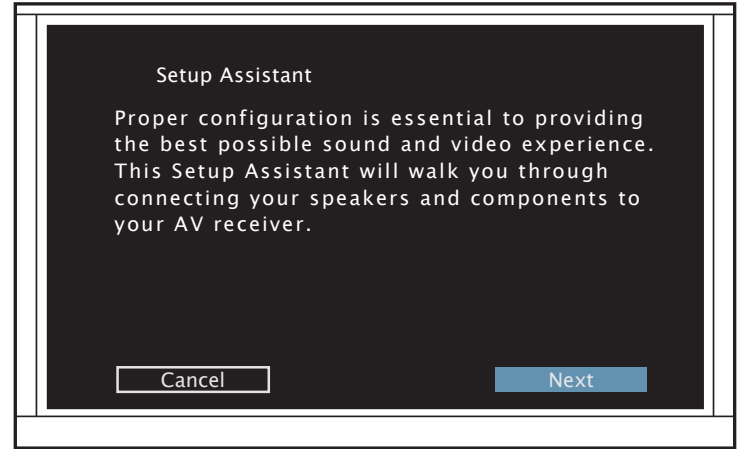 Setup Assistant
Proper configuration is essential to providing
the best possible sound and video experience.
This Setup Assistant will walk you through
connecting your speakers and components to
your AV receiver.
Cancel
Next